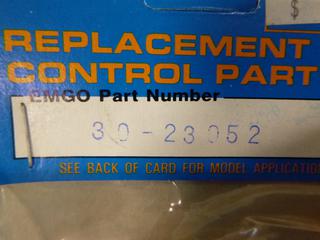 $
REPLACEMENT
CONTROL PART
EMGO Part Number
30-23052
SEE BACK OF CARD FOR MODEL APPLICATION